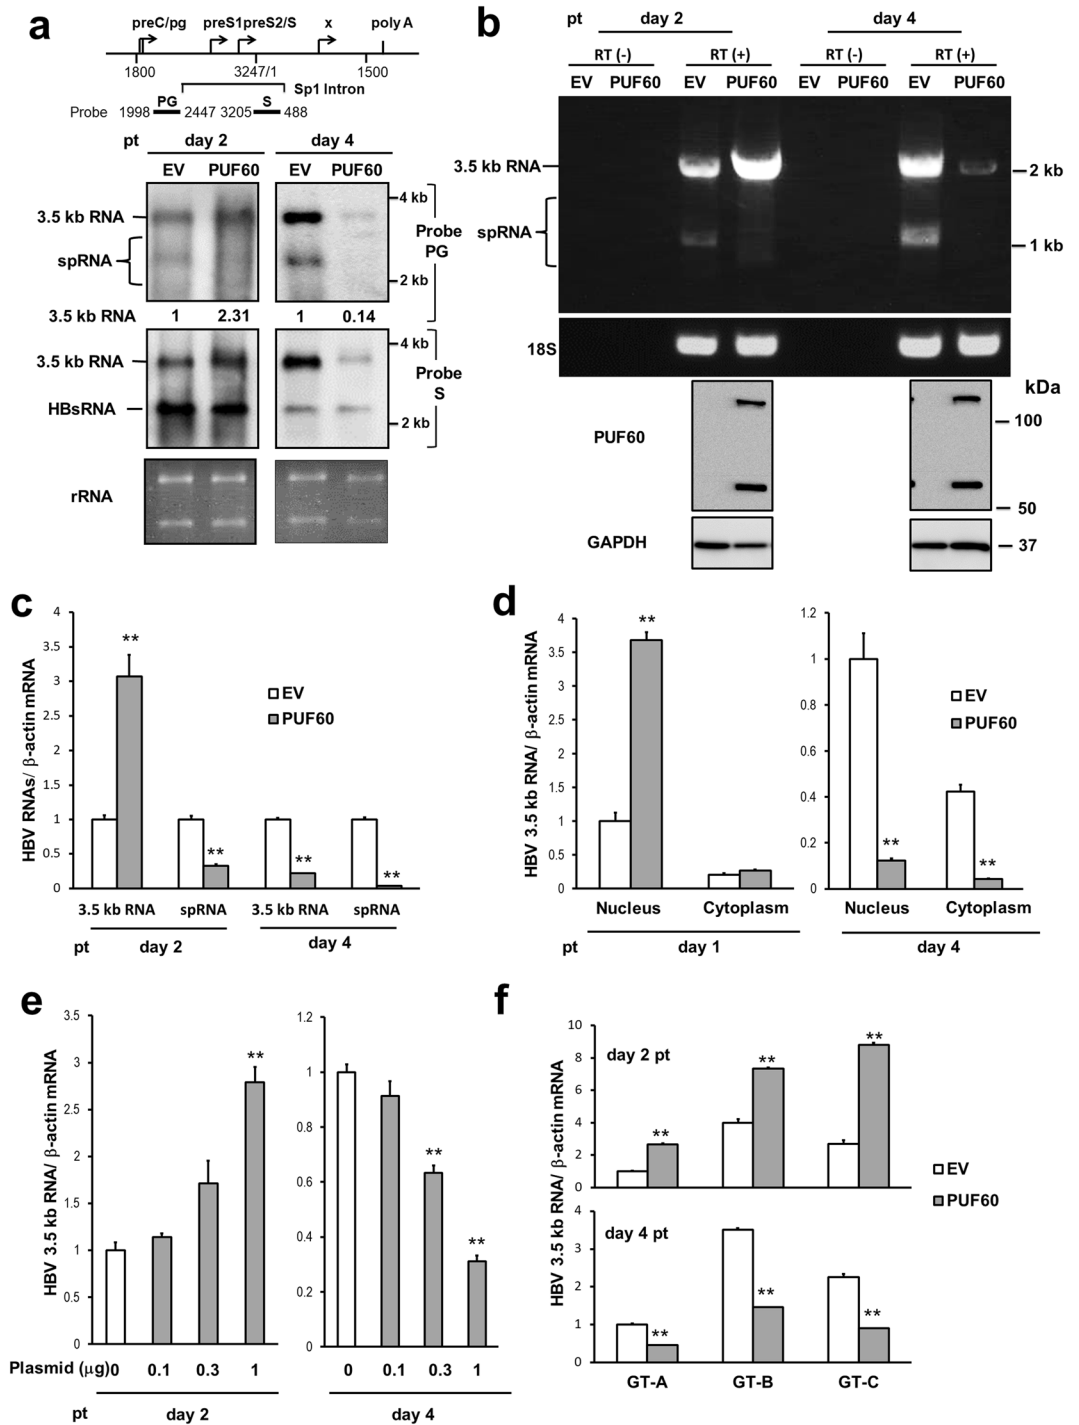 a
preC/pg preS1preS2/S x poly A
1800 3247/1 1500
Sp1 Intron
PG S
Probe 1998 2447 3205 488
pt day 2 day 4
EV PUF60 EV PUF60
4 kb
3.5 kb RNA
Probe
PG
spRNA
2 kb
3.5 kb RNA 1 2.31 1 0.14
4 kb
3.5 kb RNA
Probe
S
HBsRNA
2 kb
rRNA
b
pt day 2 day 4
RT (-) RT (+) RT (-) RT (+)
EV PUF60 EV PUF60 EV PUF60 EV PUF60
3.5 kb RNA 2 kb
spRNA
1 kb
18S
kDa
100
PUF60
50
GAPDH 37
c
HBV RNAs/ β-actin mRNA
4
3.5
3
2.5
2
1.5
1
0.5
0
**
**
**
**
EV
PUF60
3.5 kb RNA spRNA 3.5 kb RNA spRNA
pt day 2 day 4
d
HBV 3.5 kb RNA/ β-actin mRNA
4
3.5
3
2.5
2
1.5
1
0.5
0
**
Nucleus Cytoplasm
pt day 1
1.2
1
0.8
0.6
0.4
0.2
0
**
**
EV
PUF60
Nucleus Cytoplasm
day 4
e
HBV 3.5 kb RNA/ β-actin mRNA
3.5
3
2.5
2
1.5
1
0.5
0
**
1.2
1
0.8
0.6
0.4
0.2
0
**
**
Plasmid (μg) 0 0.1 0.3 1 0 0.1 0.3 1
pt day 2 day 4
f
HBV 3.5 kb RNA/ β-actin mRNA
10
8
6
4
2
0
day 2 pt
**
**
**
EV
PUF60
4
3
2
1
0
day 4 pt
**
**
**
GT-A GT-B GT-C